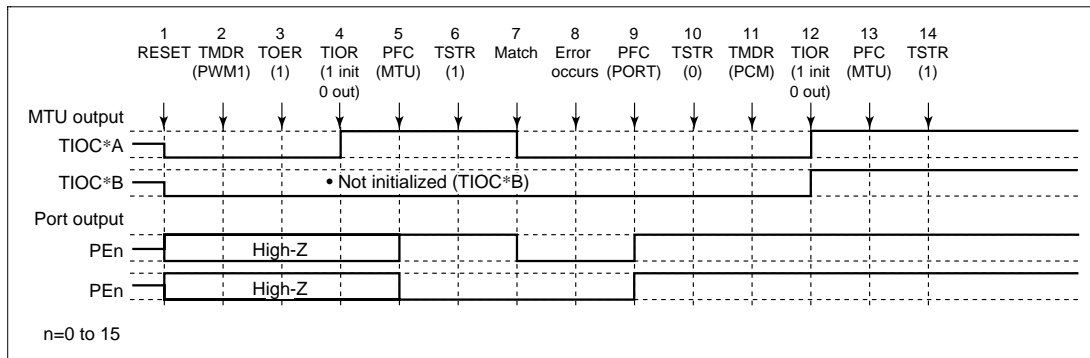 1 2 3 4 5 6 7 8 9 10 11 12 13 14
RESET TMDR TOER TIOR PFC TSTR Match Error PFC TSTR TMDR TIOR PFC TSTR
(PWM1) (1) (1 init (MTU) (1) occurs (PORT) (0) (PCM) (1 init (MTU) (1)
0 out) 0 out)
MTU output
TIOC*A
TIOC*B • Not initialized (TIOC*B)
Port output
PEn High-Z
PEn High-Z
n=0 to 15